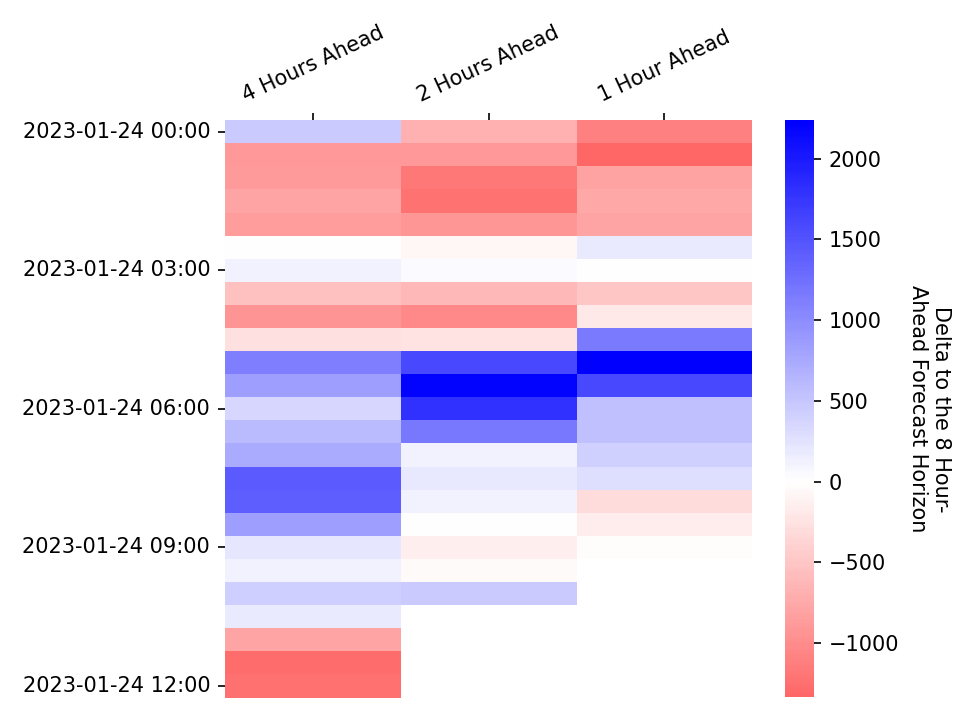 4 Hours Ahead
2 Hours Ahead
1 Hour Ahead
2023-01-24 00:00
2023-01-24 03:00
2023-01-24 06:00
2023-01-24 09:00
2023-01-24 12:00
2000
1500
1000
500
0
−500
−1000
Delta to the 8 Hour-
Ahead Forecast Horizon